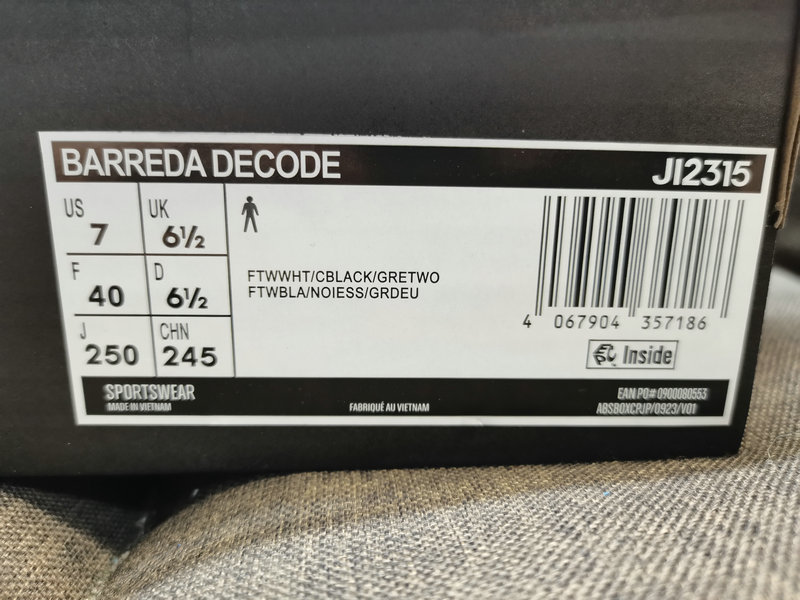 BARREDA DECODE JI2315
US 7 UK 6½
F 40 D 6½
J 250 CHN 245
FTWWHT/CBLACK/GRETWO
FTWBLA/NOIESS/GRDEU
4 067904 357186
EPC Inside
SPORTSWEAR
MADE IN VIETNAM
FABRIQUÉ AU VIETNAM
EAN PO# 0900080553
ABSBOXCPJP/0923/V01